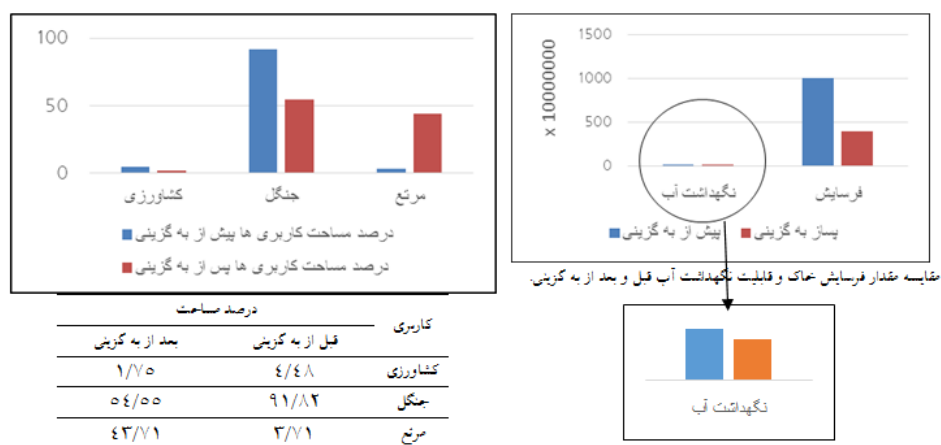 100
50
0
کشاورزی جنگل مرتع
درصد مساحت کاربری ها پیش از به گزینی
درصد مساحت کاربری ها پس از به گزینی
کاربری درصد مساحت
قبل از به گزینی بعد از به گزینی
کشاورزی ۴/۴۸ ۱/۷۵
جنگل ۹۱/۸۲ ۵۴/۵۵
مرتع ۳/۷۱ ۴۳/۷۱
x 10000000
1500
1000
500
0
نگهداشت آب فرسایش
پیش از به گزینی پساز به گزینی
مقایسه مقدار فرسایش خاک و قابلیت نگهداشت آب قبل و بعد از به گزینی.
نگهداشت آب